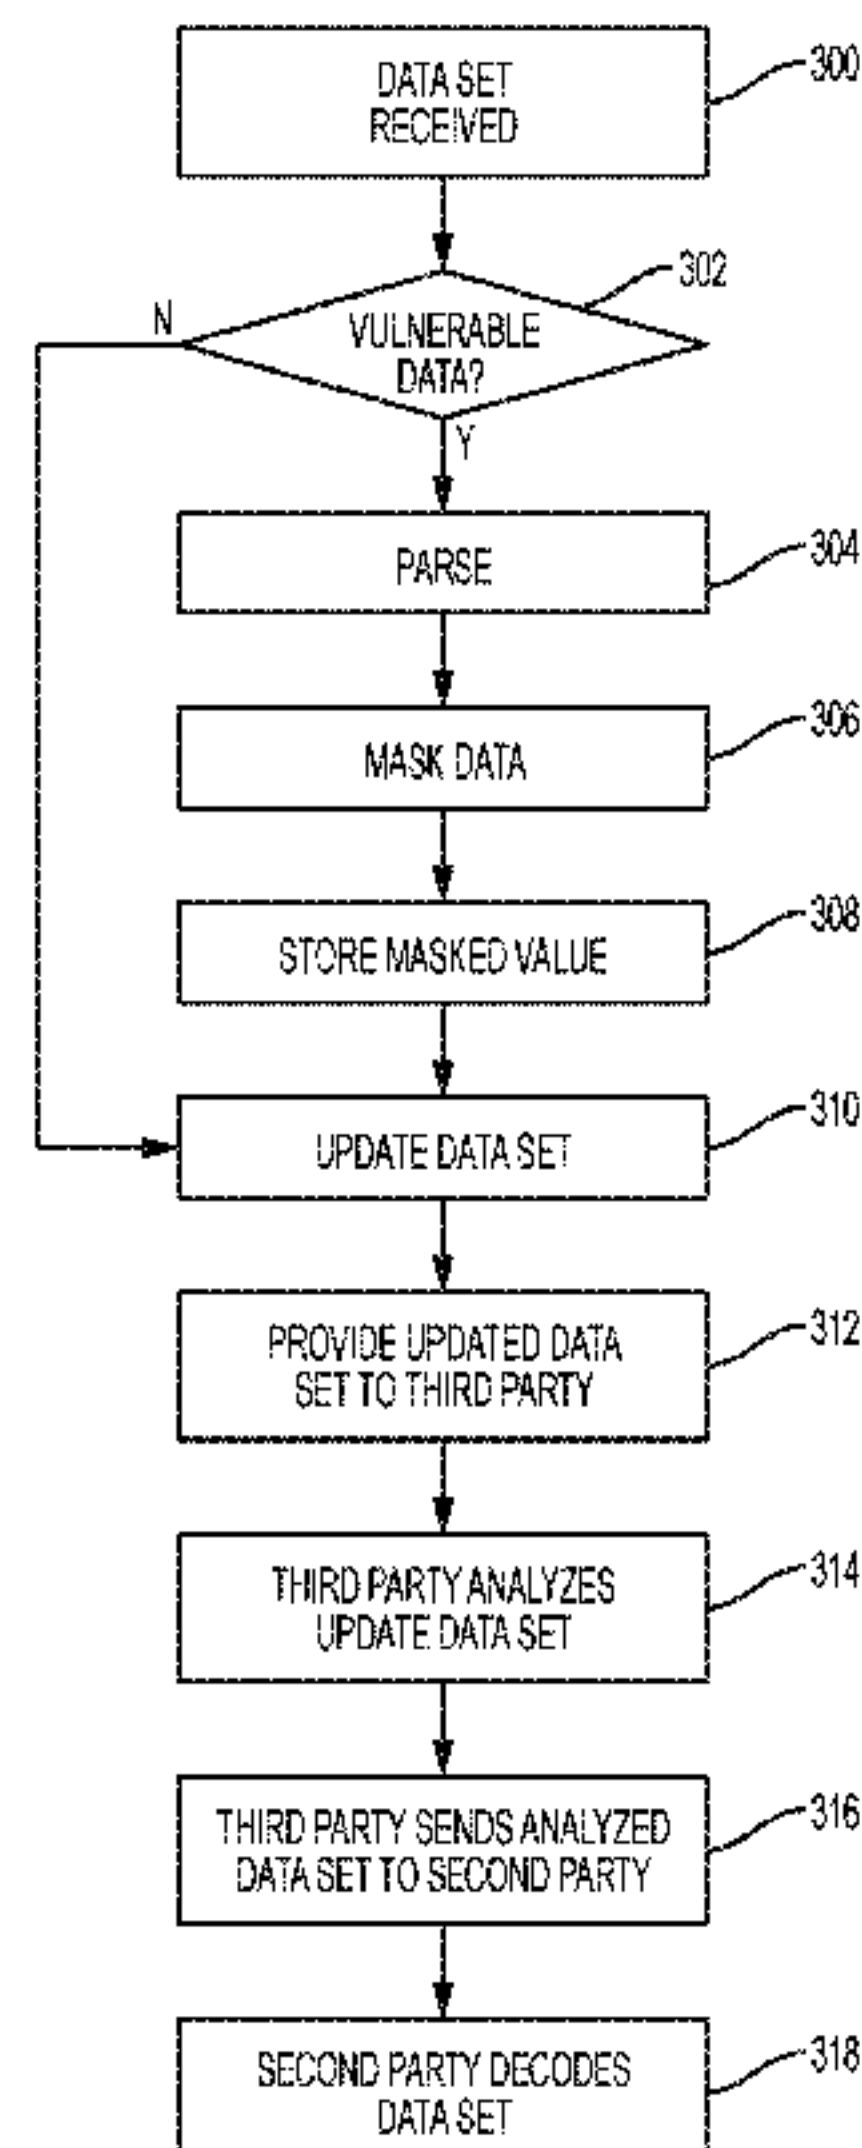 DATA SET
RECEIVED
300
302
N
VULNERABLE
DATA?
Y
PARSE
304
MASK DATA
306
STORE MASKED VALUE
308
UPDATE DATA SET
310
PROVIDE UPDATED DATA
SET TO THIRD PARTY
312
THIRD PARTY ANALYZES
UPDATE DATA SET
314
THIRD PARTY SENDS ANALYZED
DATA SET TO SECOND PARTY
316
SECOND PARTY DECODES
DATA SET
318